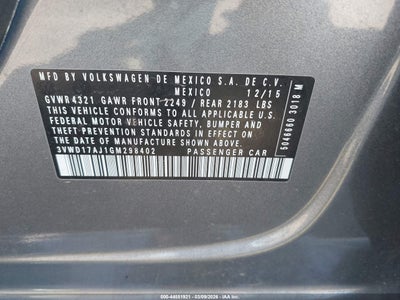 MFD. BY VOLKSWAGEN DE MEXICO S.A. DE C.V.
MEXICO 12/15
GVWR 4321 GAWR FRONT 2249 / REAR 2183 LBS
THIS VEHICLE CONFORMS TO ALL APPLICABLE U.S.
FEDERAL MOTOR VEHICLE SAFETY, BUMPER AND
THEFT PREVENTION STANDARDS IN EFFECT ON
THE DATE OF MANUFACTURE SHOWN ABOVE.
3VWD17AJ1GM298402 PASSENGER CAR
5046660 3018 M